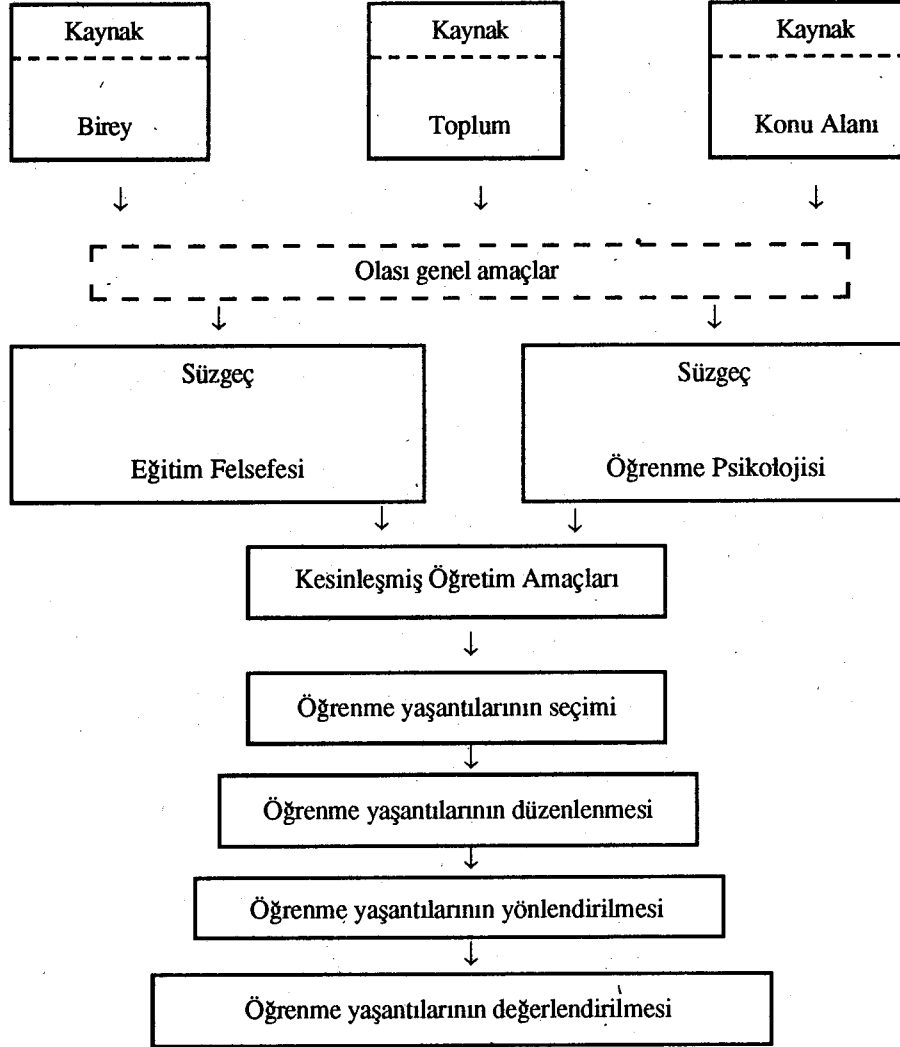 Kaynak
Birey
Kaynak
Toplum
Kaynak
Konu Alanı
Olası genel amaçlar
Süzgeç
Eğitim Felsefesi
Süzgeç
Öğrenme Psikolojisi
Kesinleşmiş Öğretim Amaçları
Öğrenme yaşantılarının seçimi
Öğrenme yaşantılarının düzenlenmesi
Öğrenme yaşantılarının yönlendirilmesi
Öğrenme yaşantılarının değerlendirilmesi